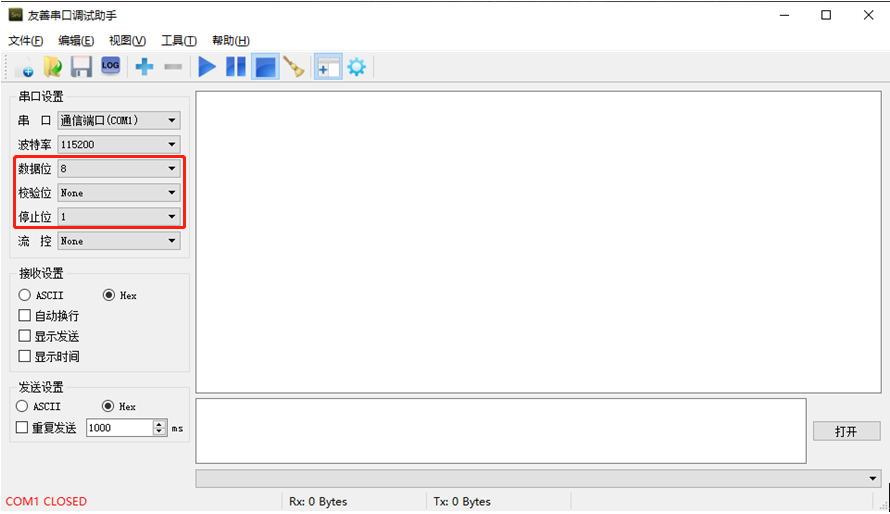 友善串口调试助手
文件(F) 编辑(E) 视图(V) 工具(T) 帮助(H)
LOG
串口设置
串 口 通信端口(COM1)
波特率 115200
数据位 8
校验位 None
停止位 1
流 控 None
接收设置
ASCII Hex
自动换行
显示发送
显示时间
发送设置
ASCII Hex
重复发送 1000 ms
打开
COM1 CLOSED Rx: 0 Bytes Tx: 0 Bytes